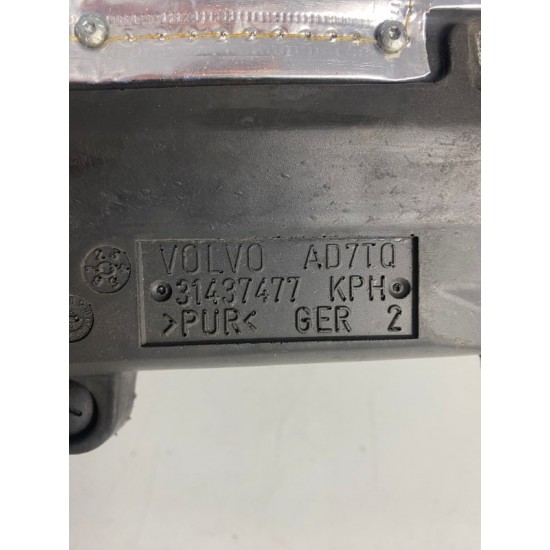 VOLVO AD7TQ
31437477 KPH
>PUR< GER 2